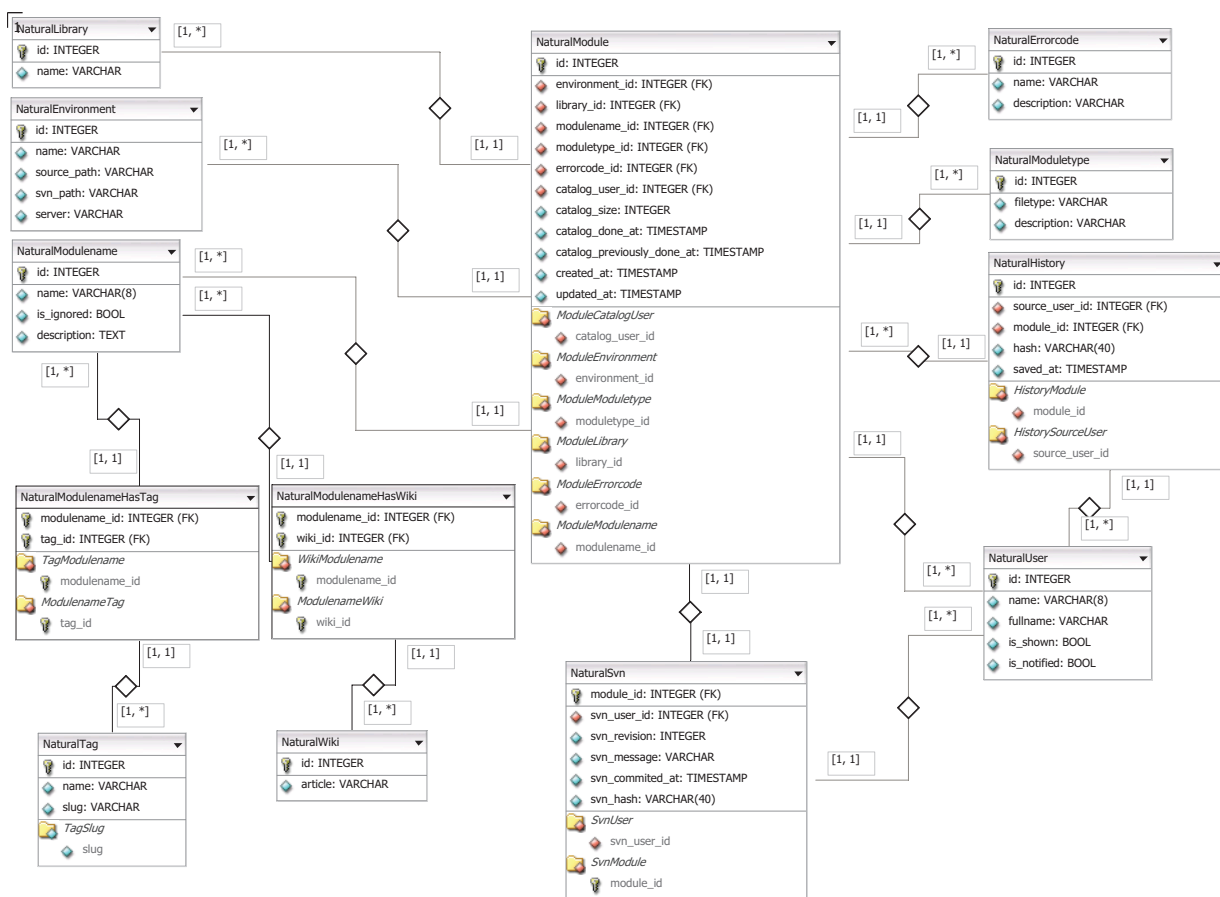 1
NaturalLibrary
id: INTEGER
name: VARCHAR
[1, *]
[1, 1]
NaturalEnvironment
id: INTEGER
name: VARCHAR
source_path: VARCHAR
svn_path: VARCHAR
server: VARCHAR
[1, *]
[1, 1]
NaturalModulename
id: INTEGER
name: VARCHAR(8)
is_ignored: BOOL
description: TEXT
[1, *]
[1, *]
[1, 1]
[1, *]
[1, 1]
[1, 1]
NaturalModulenameHasTag
modulename_id: INTEGER (FK)
tag_id: INTEGER (FK)
TagModulename
modulename_id
ModulenameTag
tag_id
[1, 1]
[1, *]
NaturalTag
id: INTEGER
name: VARCHAR
slug: VARCHAR
TagSlug
slug
NaturalModulenameHasWiki
modulename_id: INTEGER (FK)
wiki_id: INTEGER (FK)
WikiModulename
modulename_id
ModulenameWiki
wiki_id
[1, 1]
[1, *]
NaturalWiki
id: INTEGER
article: VARCHAR
NaturalModule
id: INTEGER
environment_id: INTEGER (FK)
library_id: INTEGER (FK)
modulename_id: INTEGER (FK)
moduletype_id: INTEGER (FK)
errorcode_id: INTEGER (FK)
catalog_user_id: INTEGER (FK)
catalog_size: INTEGER
catalog_done_at: TIMESTAMP
catalog_previously_done_at: TIMESTAMP
created_at: TIMESTAMP
updated_at: TIMESTAMP
ModuleCatalogUser
catalog_user_id
ModuleEnvironment
environment_id
ModuleModuletype
moduletype_id
ModuleLibrary
library_id
ModuleErrorcode
errorcode_id
ModuleModulename
modulename_id
[1, 1]
[1, 1]
NaturalSvn
module_id: INTEGER (FK)
svn_user_id: INTEGER (FK)
svn_revision: INTEGER
svn_message: VARCHAR
svn_commited_at: TIMESTAMP
svn_hash: VARCHAR(40)
SvnUser
svn_user_id
SvnModule
module_id
[1, *]
[1, 1]
NaturalErrorcode
id: INTEGER
name: VARCHAR
description: VARCHAR
[1, *]
[1, 1]
NaturalModuletype
id: INTEGER
filetype: VARCHAR
description: VARCHAR
[1, *]
[1, 1]
NaturalHistory
id: INTEGER
source_user_id: INTEGER (FK)
module_id: INTEGER (FK)
hash: VARCHAR(40)
saved_at: TIMESTAMP
HistoryModule
module_id
HistorySourceUser
source_user_id
[1, 1]
[1, 1]
[1, *]
[1, *]
[1, *]
[1, 1]
NaturalUser
id: INTEGER
name: VARCHAR(8)
fullname: VARCHAR
is_shown: BOOL
is_notified: BOOL